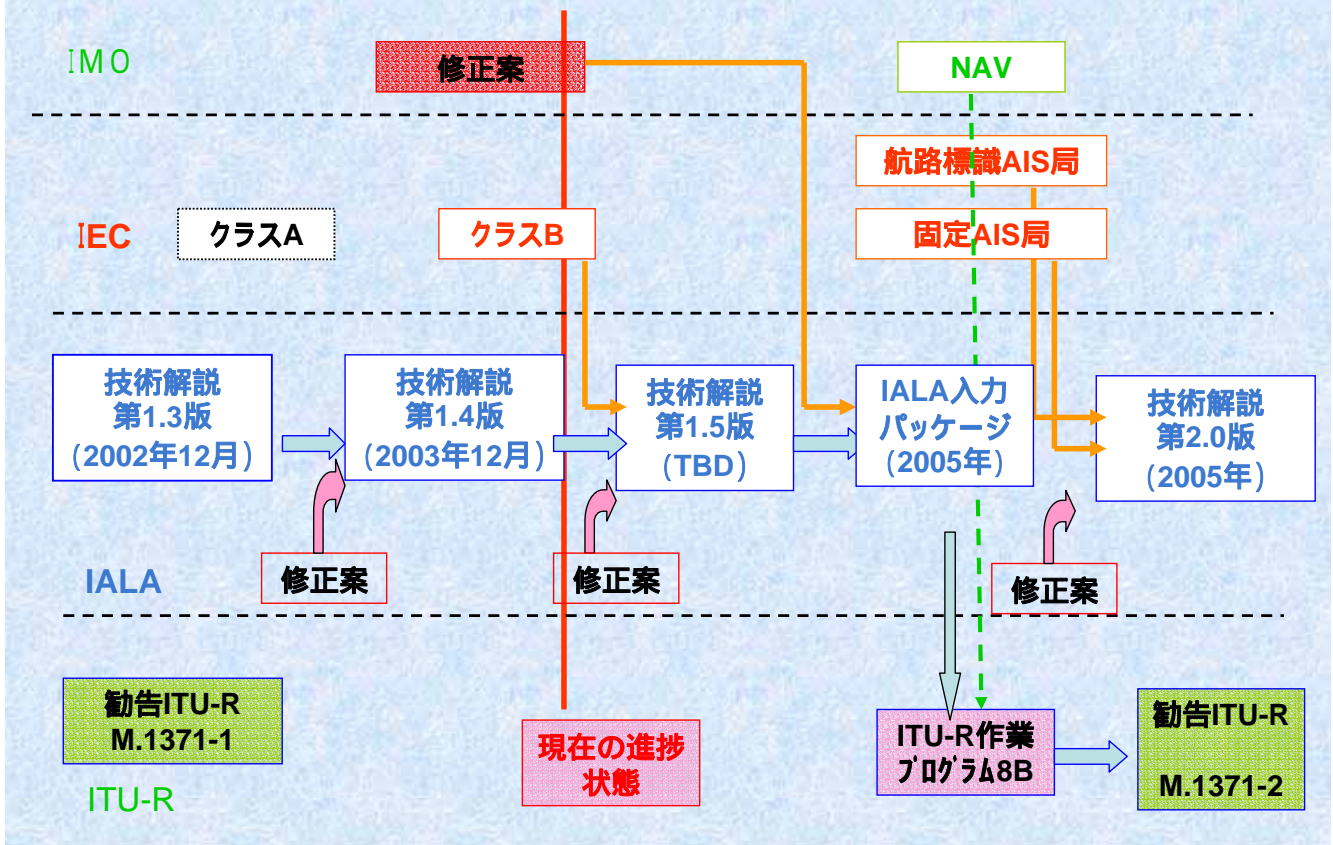 IMO
修正案
NAV
航路標識AIS局
IEC
クラスA
クラスB
固定AIS局
技術解説
第1.3版
(2002年12月)
技術解説
第1.4版
(2003年12月)
技術解説
第1.5版
(TBD)
IALA入力
パッケージ
(2005年)
技術解説
第2.0版
(2005年)
IALA
修正案
修正案
修正案
勧告ITU-R
M.1371-1
ITU-R
現在の進捗
状態
ITU-R作業
プログラム8B
勧告ITU-R
M.1371-2